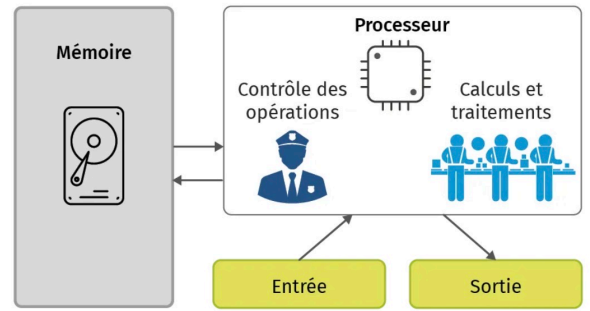 Mémoire
Processeur
Contrôle des
opérations
Calculs et
traitements
Entrée
Sortie